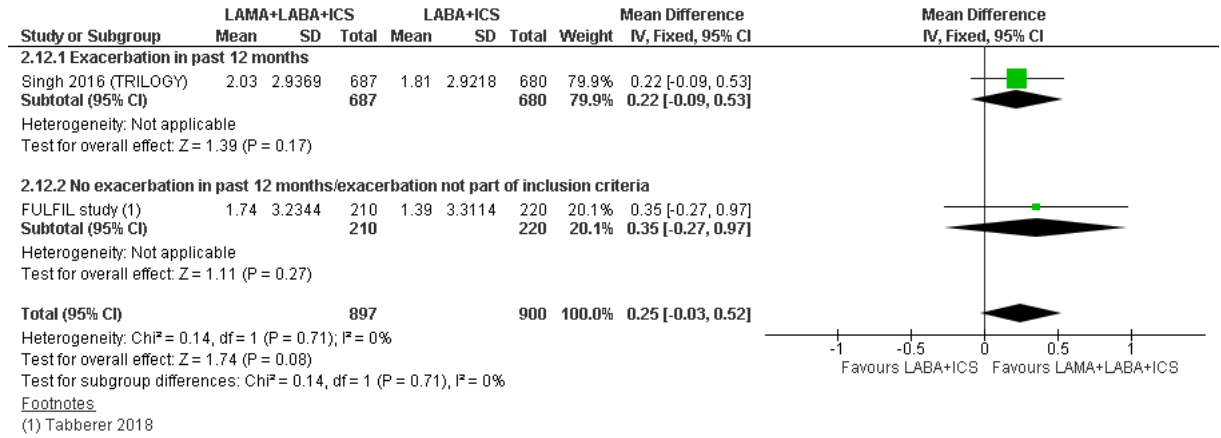 LAMA+LABA+ICS LABA+ICS Mean Difference Mean Difference
Study or Subgroup Mean SD Total Mean SD Total Weight IV, Fixed, 95% CI IV, Fixed, 95% CI
2.12.1 Exacerbation in past 12 months
Singh 2016 (TRILOGY) 2.03 2.9369 687 1.81 2.9218 680 79.9% 0.22 [-0.09, 0.53]
Subtotal (95% CI) 687 680 79.9% 0.22 [-0.09, 0.53]
Heterogeneity: Not applicable
Test for overall effect: Z = 1.39 (P = 0.17)
2.12.2 No exacerbation in past 12 months/exacerbation not part of inclusion criteria
FULFIL study (1) 1.74 3.2344 210 1.39 3.3114 220 20.1% 0.35 [-0.27, 0.97]
Subtotal (95% CI) 210 220 20.1% 0.35 [-0.27, 0.97]
Heterogeneity: Not applicable
Test for overall effect: Z = 1.11 (P = 0.27)
Total (95% CI) 897 900 100.0% 0.25 [-0.03, 0.52]
Heterogeneity: Chi² = 0.14, df = 1 (P = 0.71); I² = 0%
Test for overall effect: Z = 1.74 (P = 0.08)
Test for subgroup differences: Chi² = 0.14, df = 1 (P = 0.71), I² = 0%
-1 -0.5 0 0.5 1
Favours LABA+ICS Favours LAMA+LABA+ICS
Footnotes
(1) Tabberer 2018